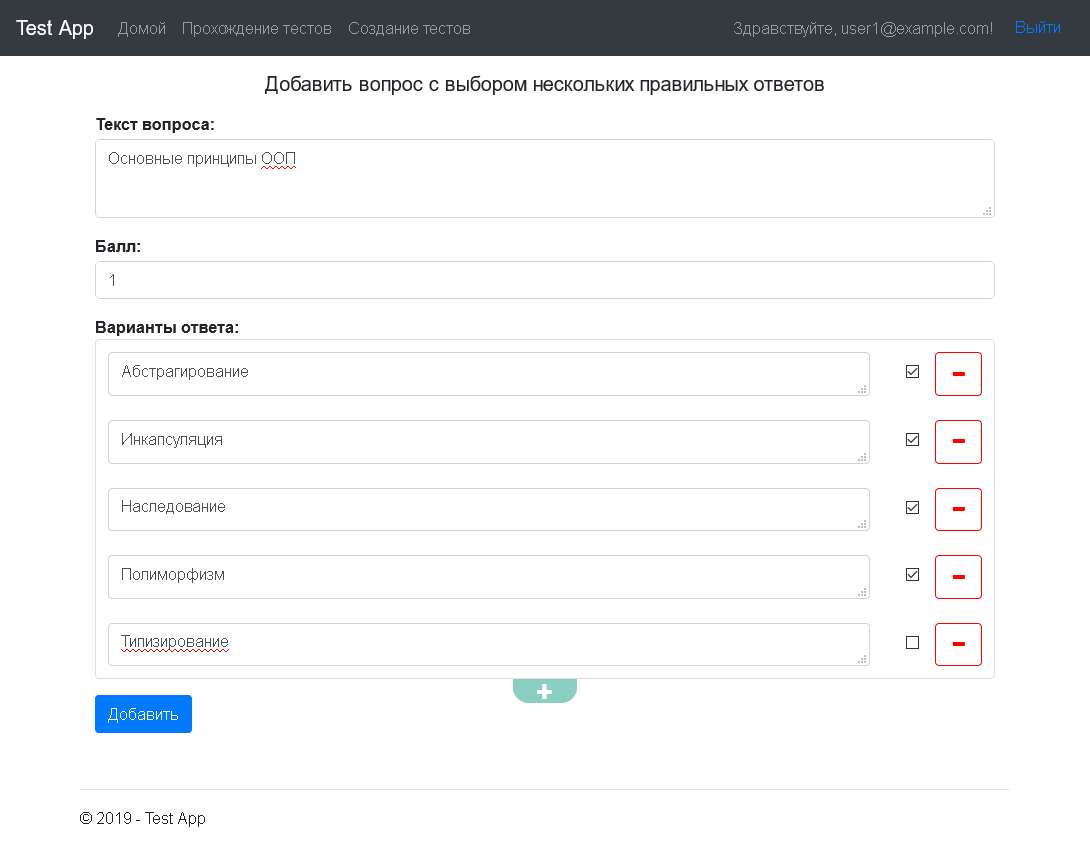 Test App Домой Прохождение тестов Создание тестов Здравствуйте, user1@example.com! Выйти
Добавить вопрос с выбором нескольких правильных ответов
Текст вопроса:
Основные принципы ООП
Балл:
1
Варианты ответа:
Абстрагирование
Инкапсуляция
Наследование
Полиморфизм
Типизирование
Добавить
© 2019 - Test App